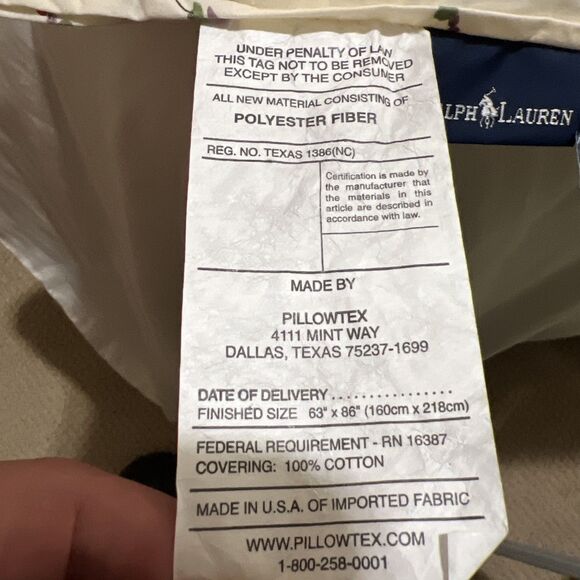 UNDER PENALTY OF LAW
THIS TAG NOT TO BE REMOVED
EXCEPT BY THE CONSUMER
ALL NEW MATERIAL CONSISTING OF
POLYESTER FIBER
REG. NO. TEXAS 1386(NC)
Certification is made by
the manufacturer that
the materials in this
article are described in
accordance with law.
MADE BY
PILLOWTEX
4111 MINT WAY
DALLAS, TEXAS 75237-1699
DATE OF DELIVERY................
FINISHED SIZE 63" x 86" (160cm x 218cm)
FEDERAL REQUIREMENT - RN 16387
COVERING: 100% COTTON
MADE IN U.S.A. OF IMPORTED FABRIC
WWW.PILLOWTEX.COM
1-800-258-0001
LPH LAUREN